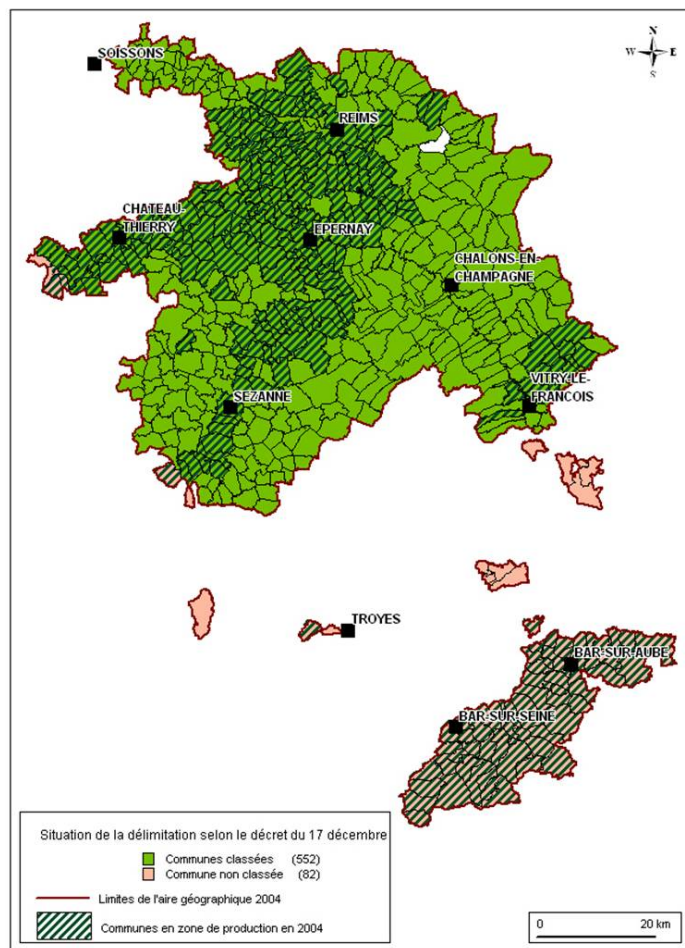 N
W E
S
SOISSONS
REIMS
CHATEAU-
THIERRY
EPERNAY
CHALONS-EN-
CHAMPAGNE
VITRY-LE-
FRANCOIS
SEZANNE
TROYES
BAR-SUR-AUBE
BAR-SUR-SEINE
Situation de la délimitation selon le décret du 17 décembre
Communes classées (552)
Commune non classée (82)
Limites de l'aire géographique 2004
Communes en zone de production en 2004
0 20 km